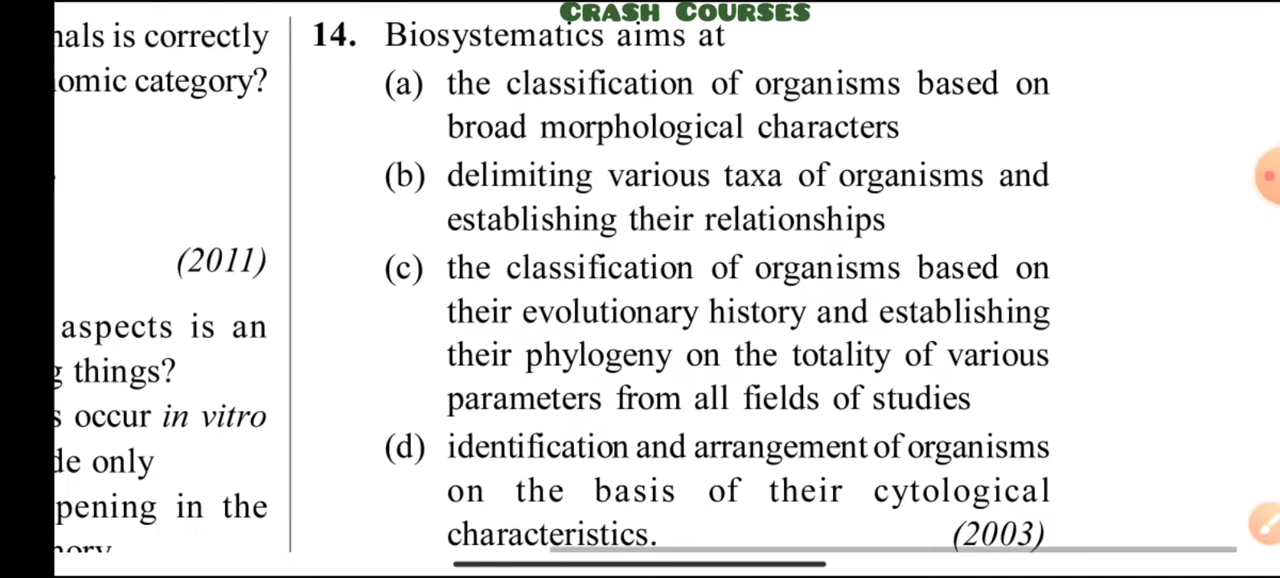 CRASH COURSES
nals is correctly
omic category?
(2011)
aspects is an
g things?
s occur in vitro
de only
pening in the
14. Biosystematics aims at
(a) the classification of organisms based on
broad morphological characters
(b) delimiting various taxa of organisms and
establishing their relationships
(c) the classification of organisms based on
their evolutionary history and establishing
their phylogeny on the totality of various
parameters from all fields of studies
(d) identification and arrangement of organisms
on the basis of their cytological
characteristics. (2003)